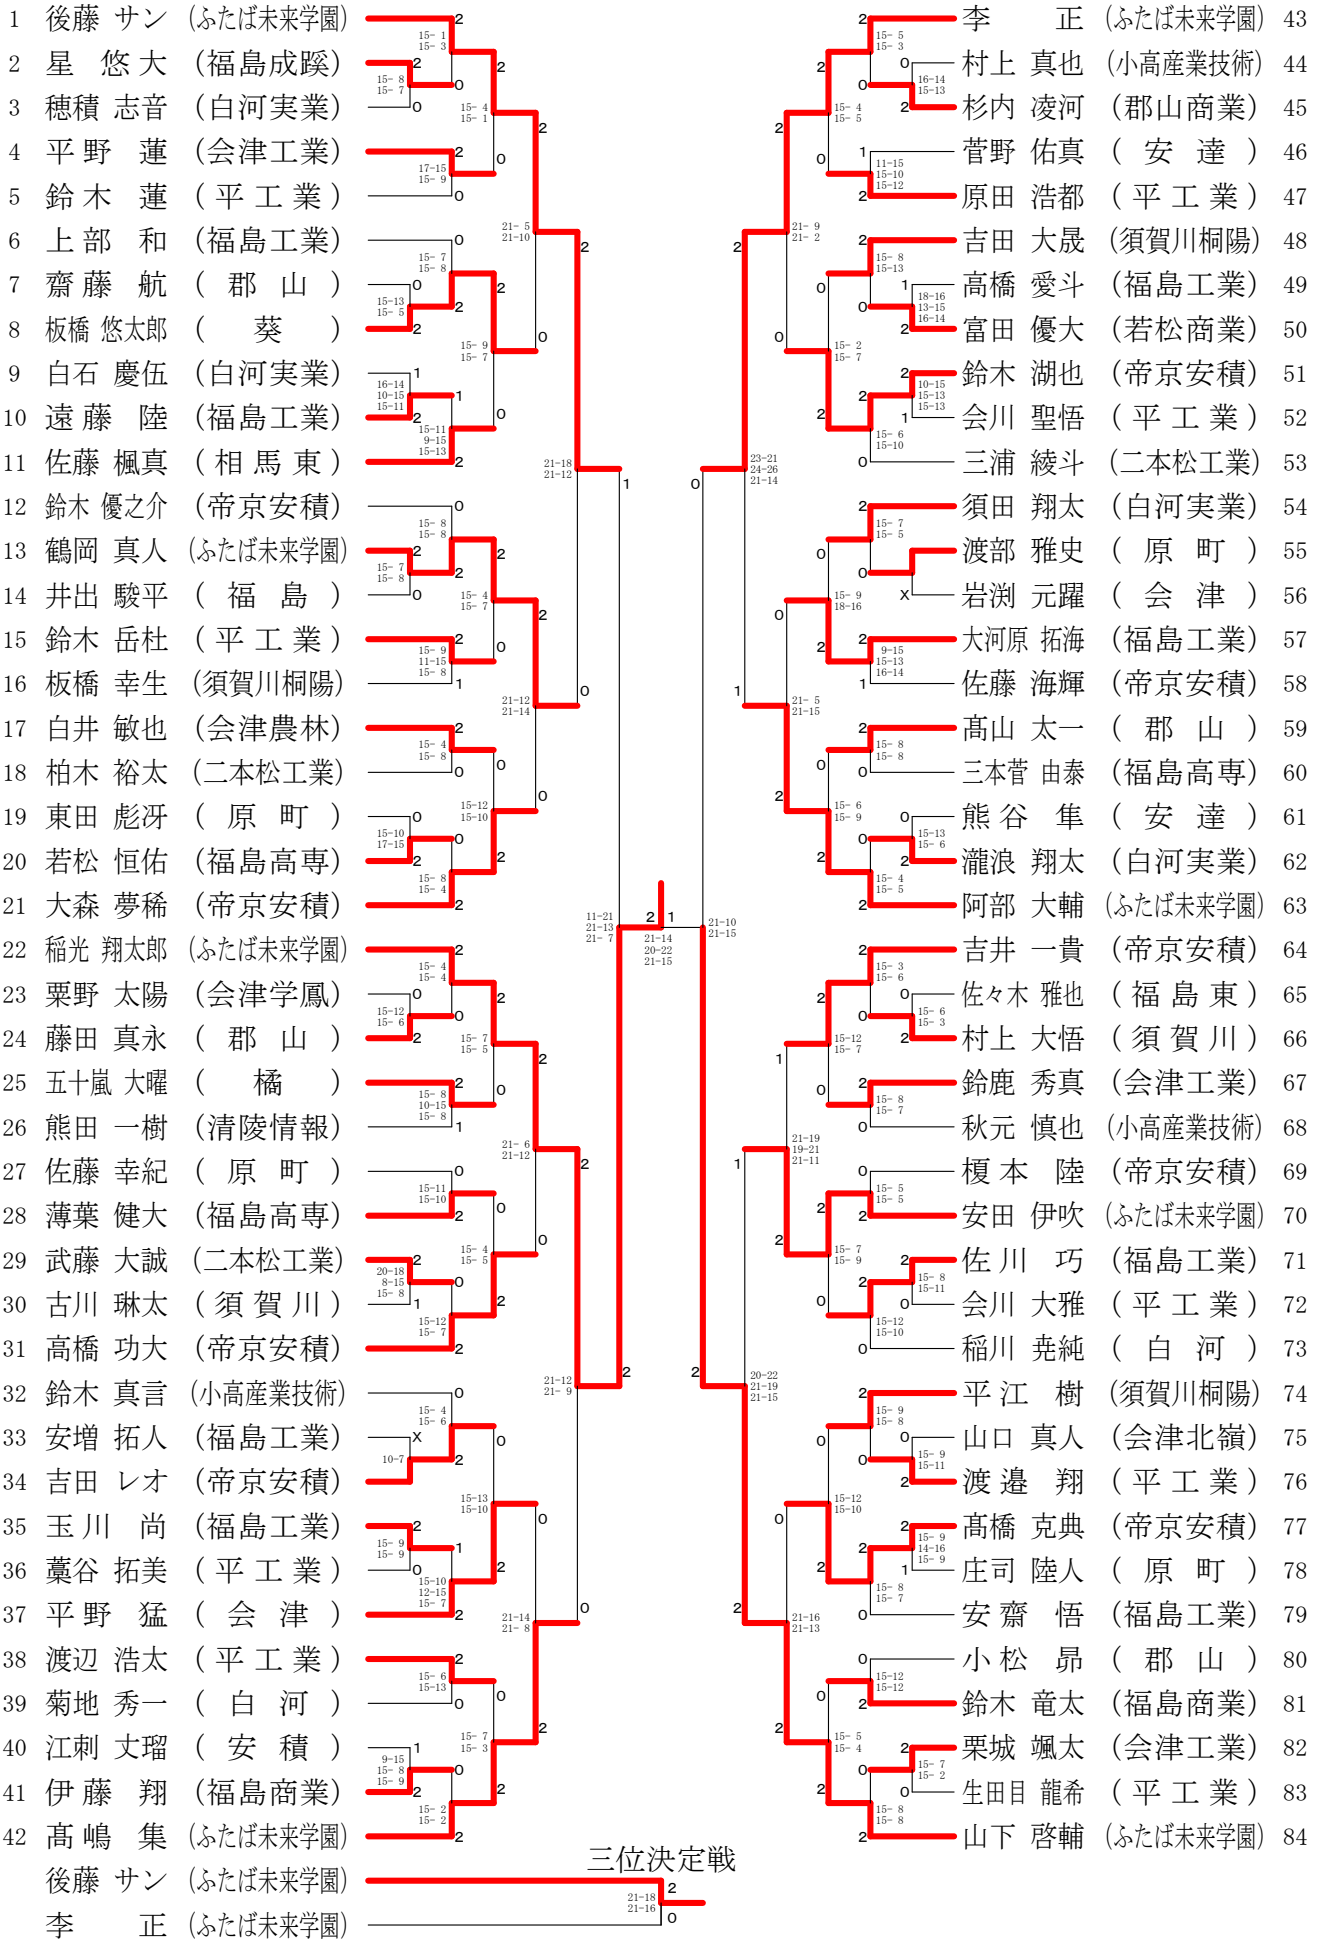 1 後藤 サン (ふたば未来学園)
2 星 悠大 (福島成蹊)
3 穂積 志音 (白河実業)
4 平野 蓮 (会津工業)
5 鈴木 蓮 (平工業)
6 上部 和 (福島工業)
7 齋藤 航 (郡山)
8 板橋 悠太郎 (葵)
9 白石 慶伍 (白河実業)
10 遠藤 陸 (福島工業)
11 佐藤 楓真 (相馬東)
12 鈴木 優之介 (帝京安積)
13 鶴岡 真人 (ふたば未来学園)
14 井出 駿平 (福島)
15 鈴木 岳杜 (平工業)
16 板橋 幸生 (須賀川桐陽)
17 白井 敏也 (会津農林)
18 柏木 裕太 (二本松工業)
19 東田 彪冴 (原町)
20 若松 恒佑 (福島高専)
21 大森 夢稀 (帝京安積)
22 稲光 翔太郎 (ふたば未来学園)
23 粟野 太陽 (会津学鳳)
24 藤田 真永 (郡山)
25 五十嵐 大曜 (橘)
26 熊田 一樹 (清陵情報)
27 佐藤 幸紀 (原町)
28 薄葉 健大 (福島高専)
29 武藤 大誠 (二本松工業)
30 古川 琳太 (須賀川)
31 高橋 功大 (帝京安積)
32 鈴木 真言 (小高産業技術)
33 安増 拓人 (福島工業)
34 吉田 レオ (帝京安積)
35 玉川 尚 (福島工業)
36 藁谷 拓美 (平工業)
37 平野 猛 (会津)
38 渡辺 浩太 (平工業)
39 菊地 秀一 (白河)
40 江刺 丈瑠 (安積)
41 伊藤 翔 (福島商業)
42 髙嶋 集 (ふたば未来学園)
李 正 (ふたば未来学園) 43
村上 真也 (小高産業技術) 44
杉内 凌河 (郡山商業) 45
菅野 佑真 (安達) 46
原田 浩都 (平工業) 47
吉田 大晟 (須賀川桐陽) 48
高橋 愛斗 (福島工業) 49
富田 優大 (若松商業) 50
鈴木 湖也 (帝京安積) 51
会川 聖悟 (平工業) 52
三浦 綾斗 (二本松工業) 53
須田 翔太 (白河実業) 54
渡部 雅史 (原町) 55
岩渕 元躍 (会津) 56
大河原 拓海 (福島工業) 57
佐藤 海輝 (帝京安積) 58
髙山 太一 (郡山) 59
三本菅 由泰 (福島高専) 60
熊谷 隼 (安達) 61
瀧浪 翔太 (白河実業) 62
阿部 大輔 (ふたば未来学園) 63
吉井 一貴 (帝京安積) 64
佐々木 雅也 (福島東) 65
村上 大悟 (須賀川) 66
鈴鹿 秀真 (会津工業) 67
秋元 慎也 (小高産業技術) 68
榎本 陸 (帝京安積) 69
安田 伊吹 (ふたば未来学園) 70
佐川 巧 (福島工業) 71
会川 大雅 (平工業) 72
稲川 尭純 (白河) 73
平江 樹 (須賀川桐陽) 74
山口 真人 (会津北嶺) 75
渡邉 翔 (平工業) 76
髙橋 克典 (帝京安積) 77
庄司 陸人 (原町) 78
安齋 悟 (福島工業) 79
小松 昴 (郡山) 80
鈴木 竜太 (福島商業) 81
栗城 颯太 (会津工業) 82
生田目 龍希 (平工業) 83
山下 啓輔 (ふたば未来学園) 84
11-21
21-13
21- 7
2 1
21-14
20-22
21-15
21-10
21-15
三位決定戦
後藤 サン (ふたば未来学園)
李 正 (ふたば未来学園)
2
21-18
21-16
0